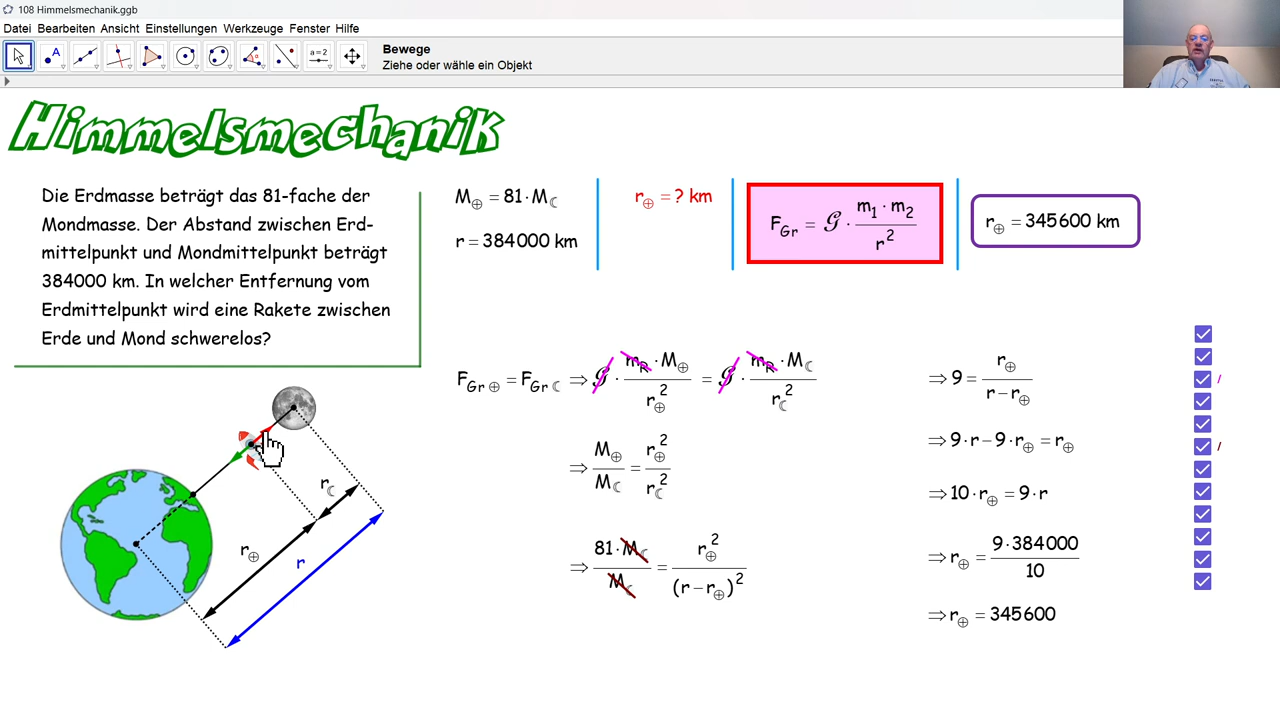 108 Himmelsmechanik.ggb
Datei Bearbeiten Ansicht Einstellungen Werkzeuge Fenster Hilfe
A
a=2
Bewege
Ziehe oder wähle ein Objekt
Himmelsmechanik
Die Erdmasse beträgt das 81-fache der
Mondmasse. Der Abstand zwischen Erd-
mittelpunkt und Mondmittelpunkt beträgt
384000 km. In welcher Entfernung vom
Erdmittelpunkt wird eine Rakete zwischen
Erde und Mond schwerelos?
M⊕ = 81·M☾
r = 384000 km
r⊕ = ? km
F_Gr = 𝒢 · (m₁ · m₂)/r²
r⊕ = 345600 km
F_Gr⊕ = F_Gr☾ ⇒ 𝒢 · (m_R · M⊕)/r⊕² = 𝒢 · (m_R · M☾)/r☾²
⇒ M⊕/M☾ = r⊕²/r☾²
⇒ (81·M☾)/M☾ = r⊕²/(r−r⊕)²
⇒ 9 = r⊕/(r−r⊕)
⇒ 9·r−9·r⊕ = r⊕
⇒ 10·r⊕ = 9·r
⇒ r⊕ = (9·384000)/10
⇒ r⊕ = 345600
r☾
r⊕
r